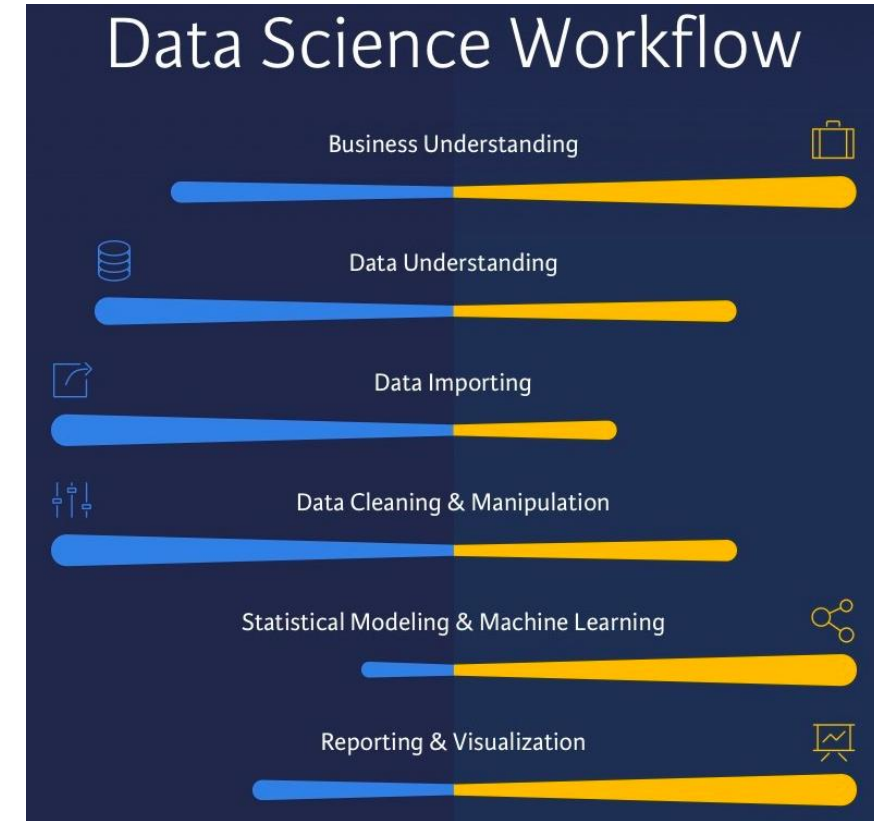 Data Science Workflow
Business Understanding
Data Understanding
Data Importing
Data Cleaning & Manipulation
Statistical Modeling & Machine Learning
Reporting & Visualization